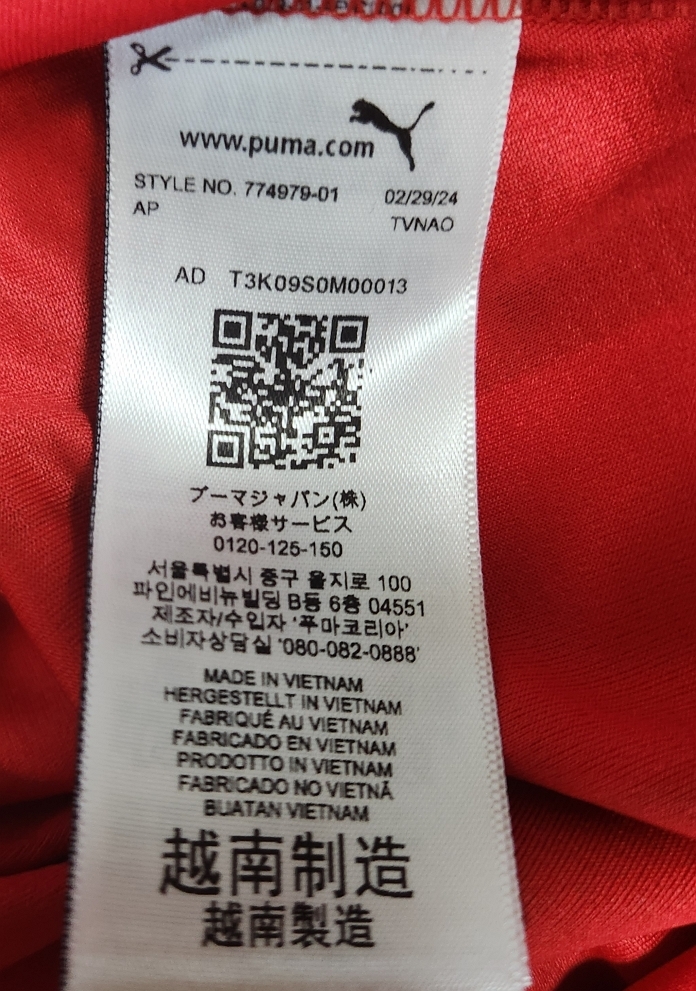 www.puma.com
STYLE NO. 774979-01 02/29/24
AP TVNAO
AD T3K09S0M00013
プーマジャパン(株)
お客様サービス
0120-125-150
서울특별시 중구 을지로 100
파인에비뉴빌딩 B동 6층 04551
제조자/수입자 '푸마코리아'
소비자상담실 '080-082-0888'
MADE IN VIETNAM
HERGESTELLT IN VIETNAM
FABRIQUÉ AU VIETNAM
FABRICADO EN VIETNAM
PRODOTTO IN VIETNAM
FABRICADO NO VIETNÃ
BUATAN VIETNAM
越南制造
越南製造